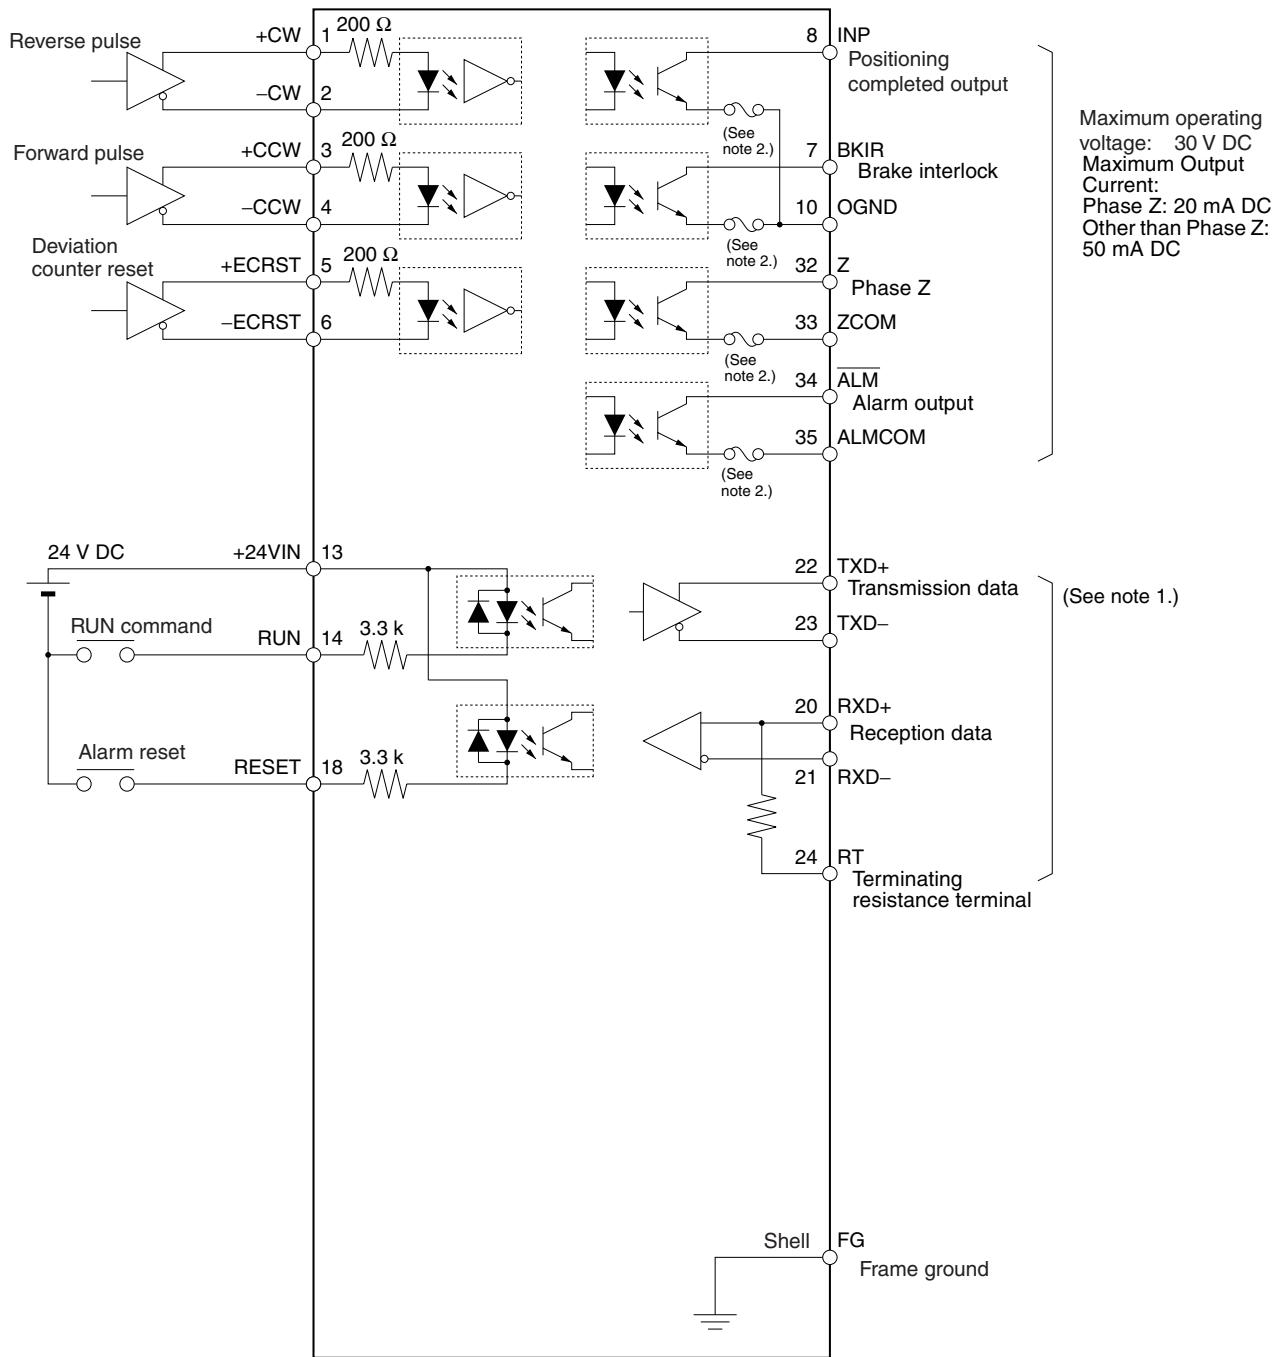 Reverse pulse
+CW 1 200 Ω
–CW 2
Forward pulse
+CCW 3 200 Ω
–CCW 4
Deviation
counter reset
+ECRST 5 200 Ω
–ECRST 6
8 INP
Positioning
completed output
(See
note 2.)
7 BKIR
Brake interlock
10 OGND
(See
note 2.)
32 Z
Phase Z
33 ZCOM
(See
note 2.)
34 ALM
Alarm output
35 ALMCOM
(See
note 2.)
Maximum operating
voltage: 30 V DC
Maximum Output
Current:
Phase Z: 20 mA DC
Other than Phase Z:
50 mA DC
24 V DC
+24VIN 13
RUN command
RUN 14 3.3 k
Alarm reset
RESET 18 3.3 k
22 TXD+
Transmission data
23 TXD–
(See note 1.)
20 RXD+
Reception data
21 RXD–
24 RT
Terminating
resistance terminal
Shell FG
Frame ground